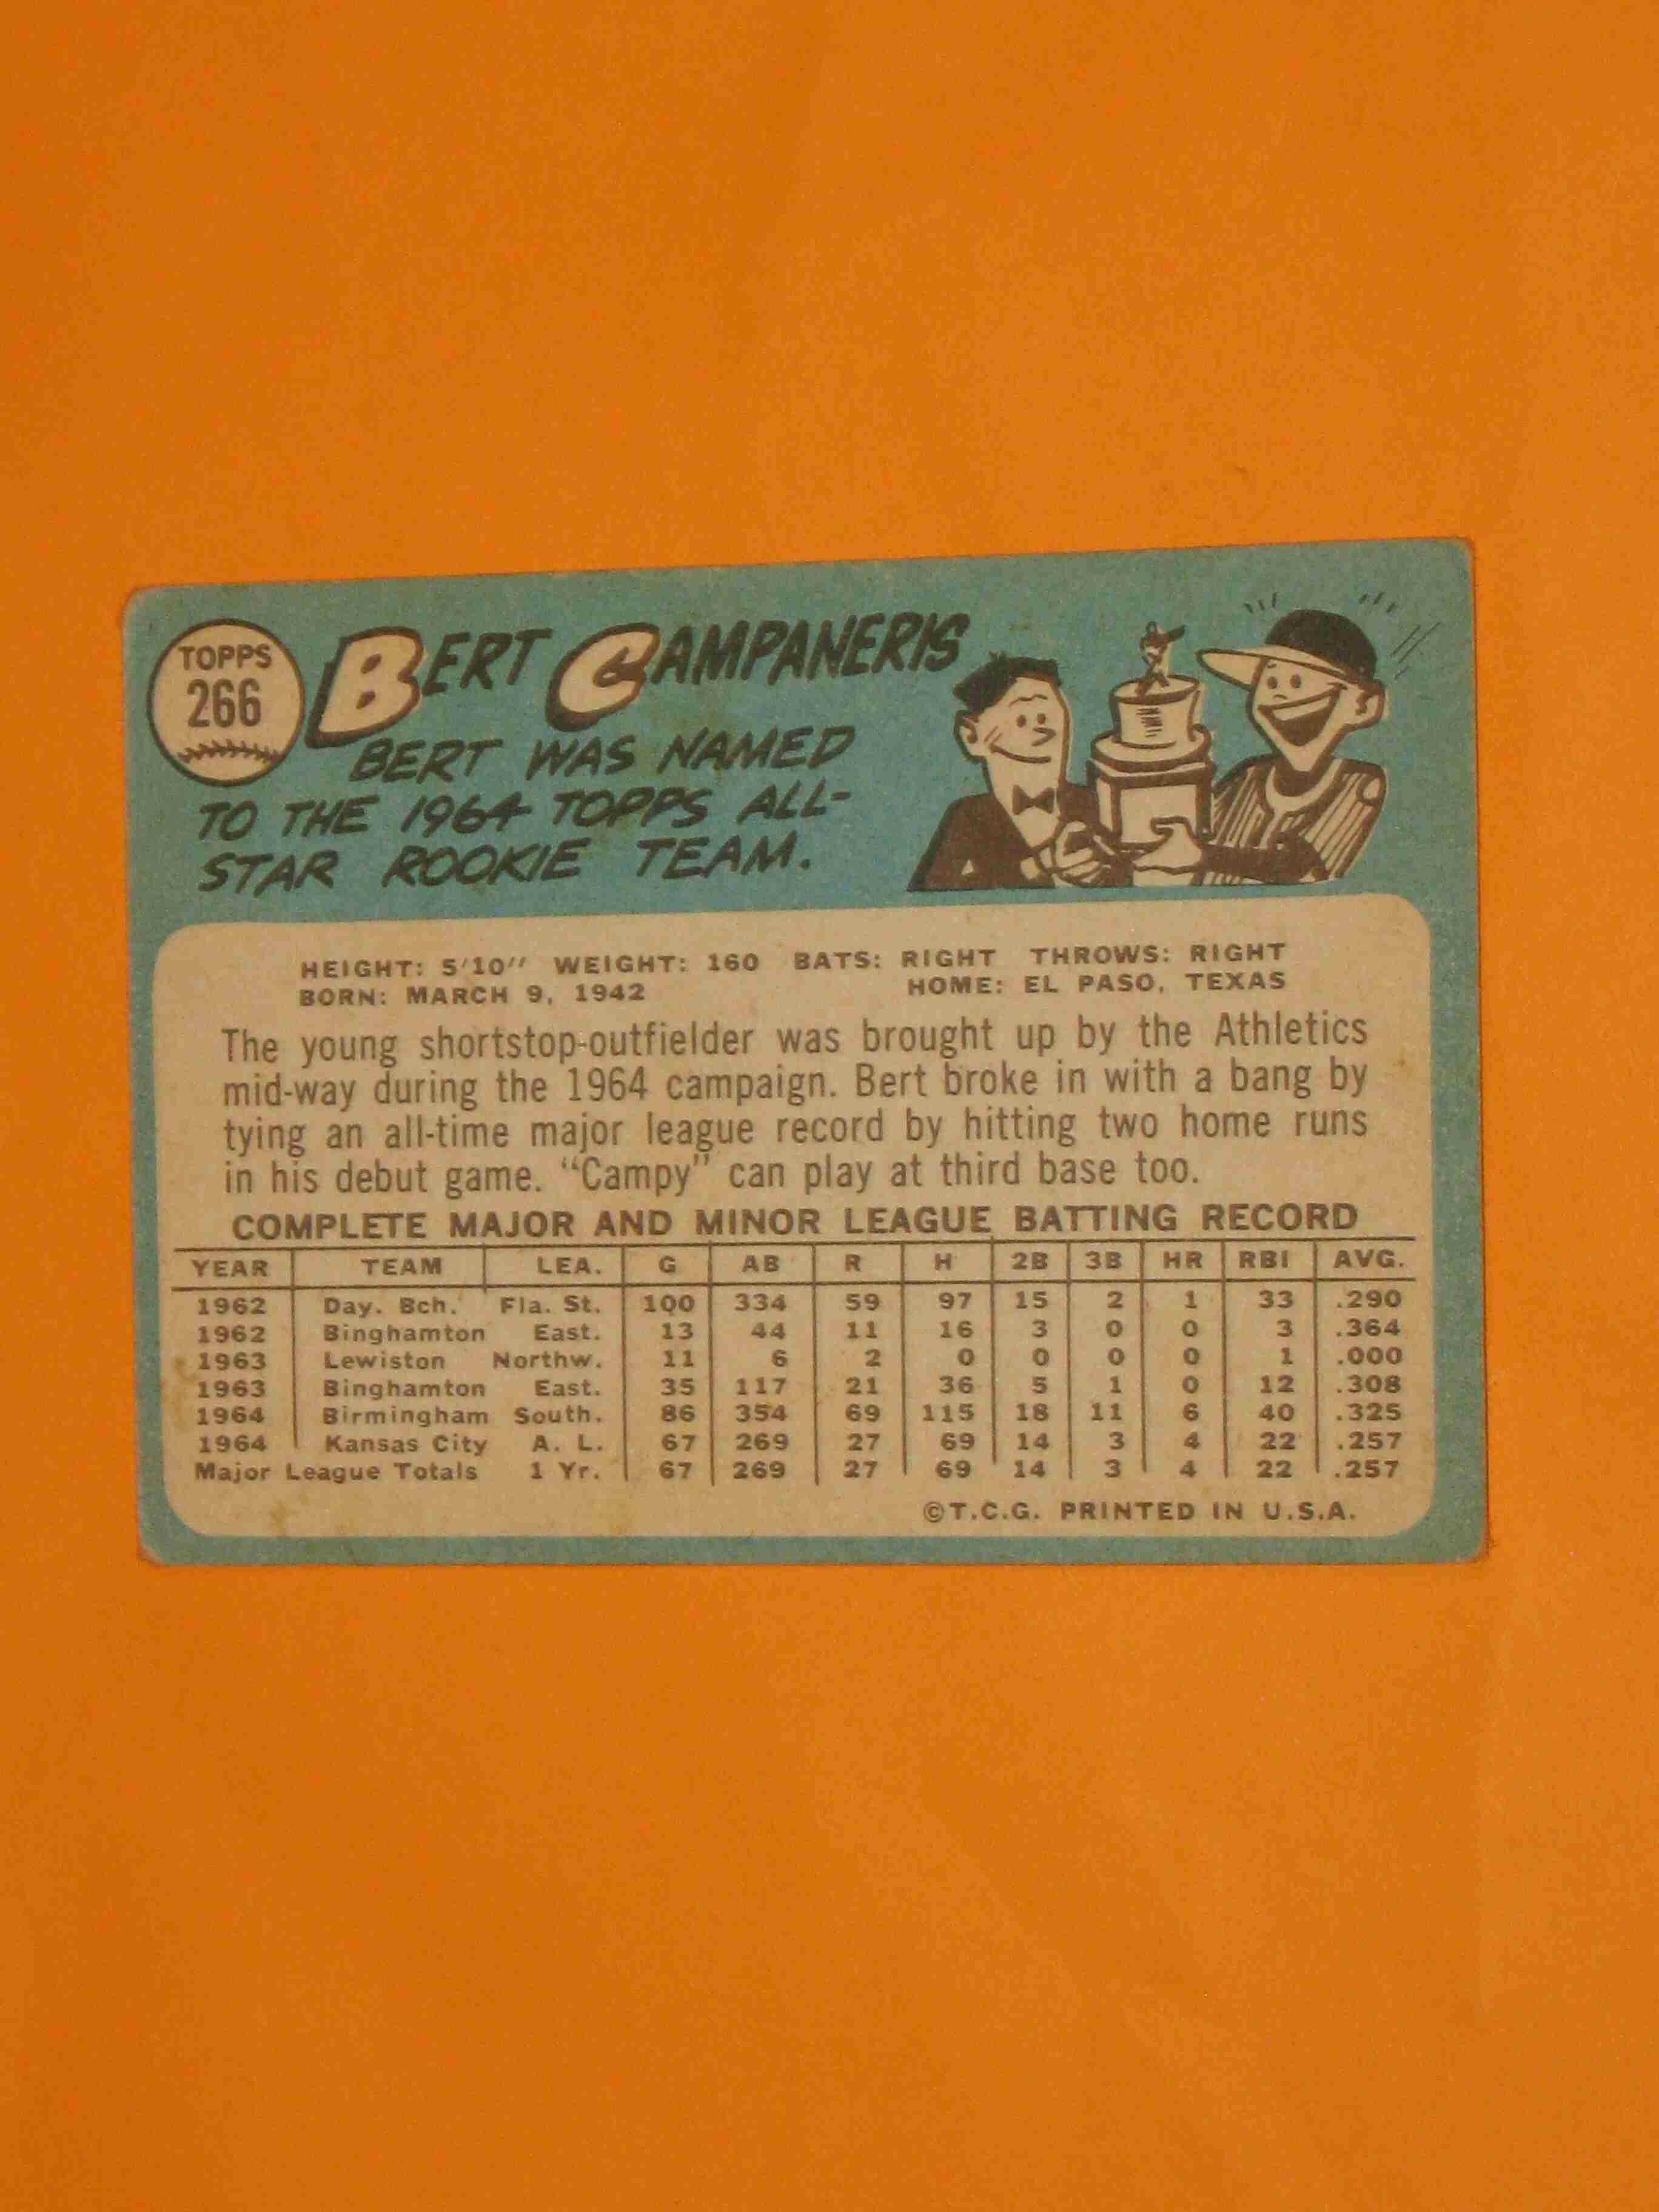 TOPPS
266
BERT CAMPANERIS
BERT WAS NAMED
TO THE 1964 TOPPS ALL-
STAR ROOKIE TEAM.
HEIGHT: 5'10" WEIGHT: 160 BATS: RIGHT THROWS: RIGHT
BORN: MARCH 9, 1942 HOME: EL PASO, TEXAS
The young shortstop-outfielder was brought up by the Athletics
mid-way during the 1964 campaign. Bert broke in with a bang by
tying an all-time major league record by hitting two home runs
in his debut game. "Campy" can play at third base too.
COMPLETE MAJOR AND MINOR LEAGUE BATTING RECORD
YEAR TEAM LEA. G AB R H 2B 3B HR RBI AVG.
1962 Day. Bch. Fla. St. 100 334 59 97 15 2 1 33 .290
1962 Binghamton East. 13 44 11 16 3 0 0 3 .364
1963 Lewiston Northw. 11 6 2 0 0 0 0 1 .000
1963 Binghamton East. 35 117 21 36 5 1 0 12 .308
1964 Birmingham South. 86 354 69 115 18 11 6 40 .325
1964 Kansas City A. L. 67 269 27 69 14 3 4 22 .257
Major League Totals 1 Yr. 67 269 27 69 14 3 4 22 .257
©T.C.G. PRINTED IN U.S.A.